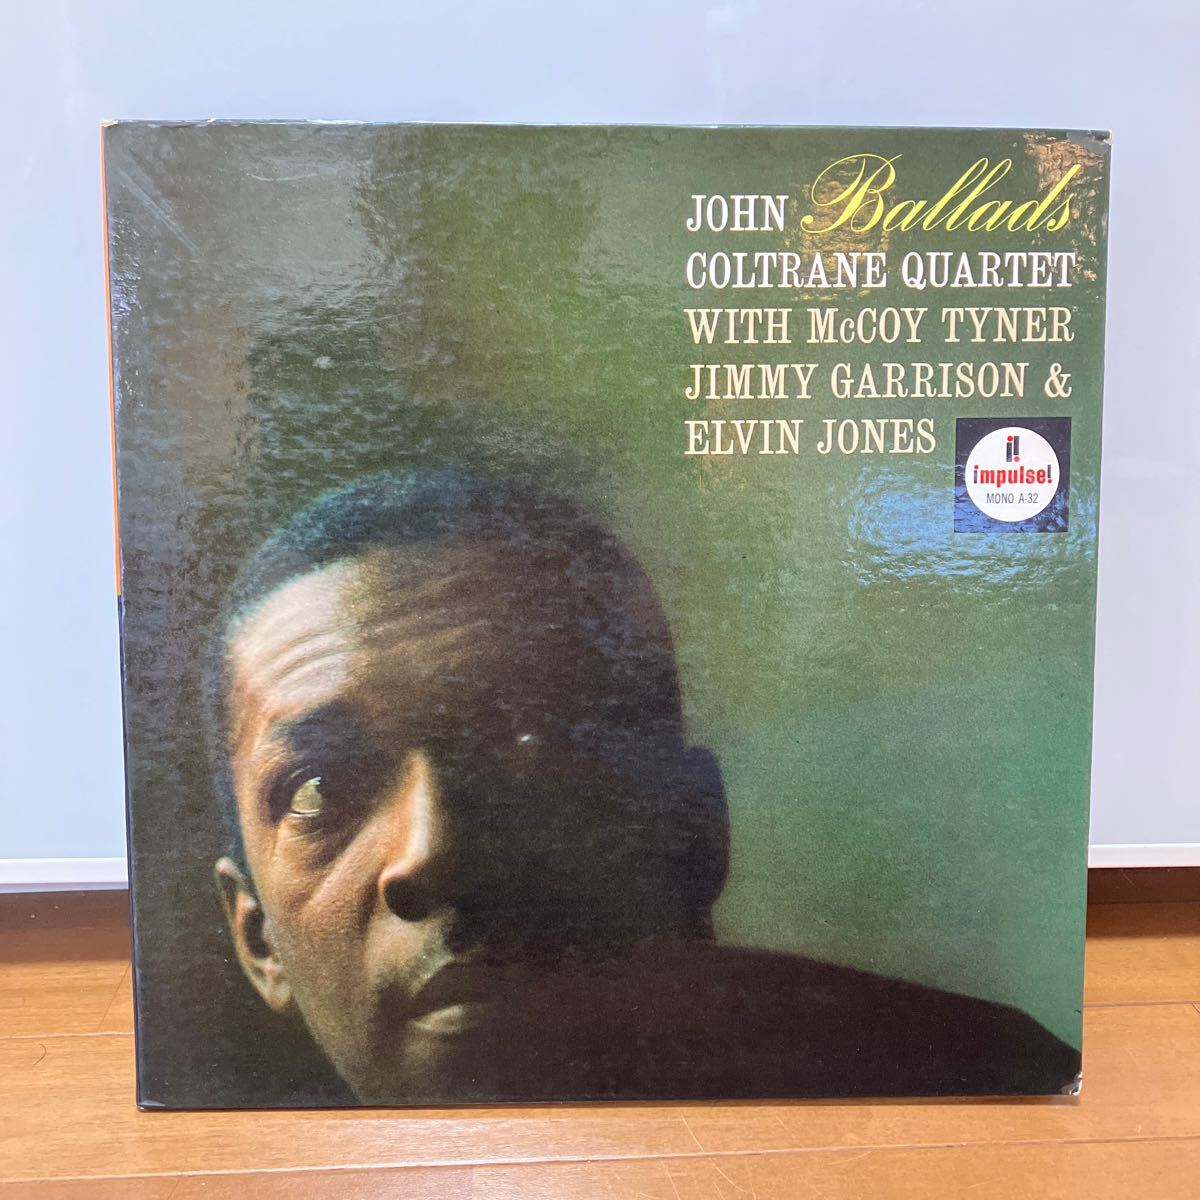 JOHN Ballads
COLTRANE QUARTET
WITH McCOY TYNER
JIMMY GARRISON &
ELVIN JONES
i!
impulse!
MONO A-32